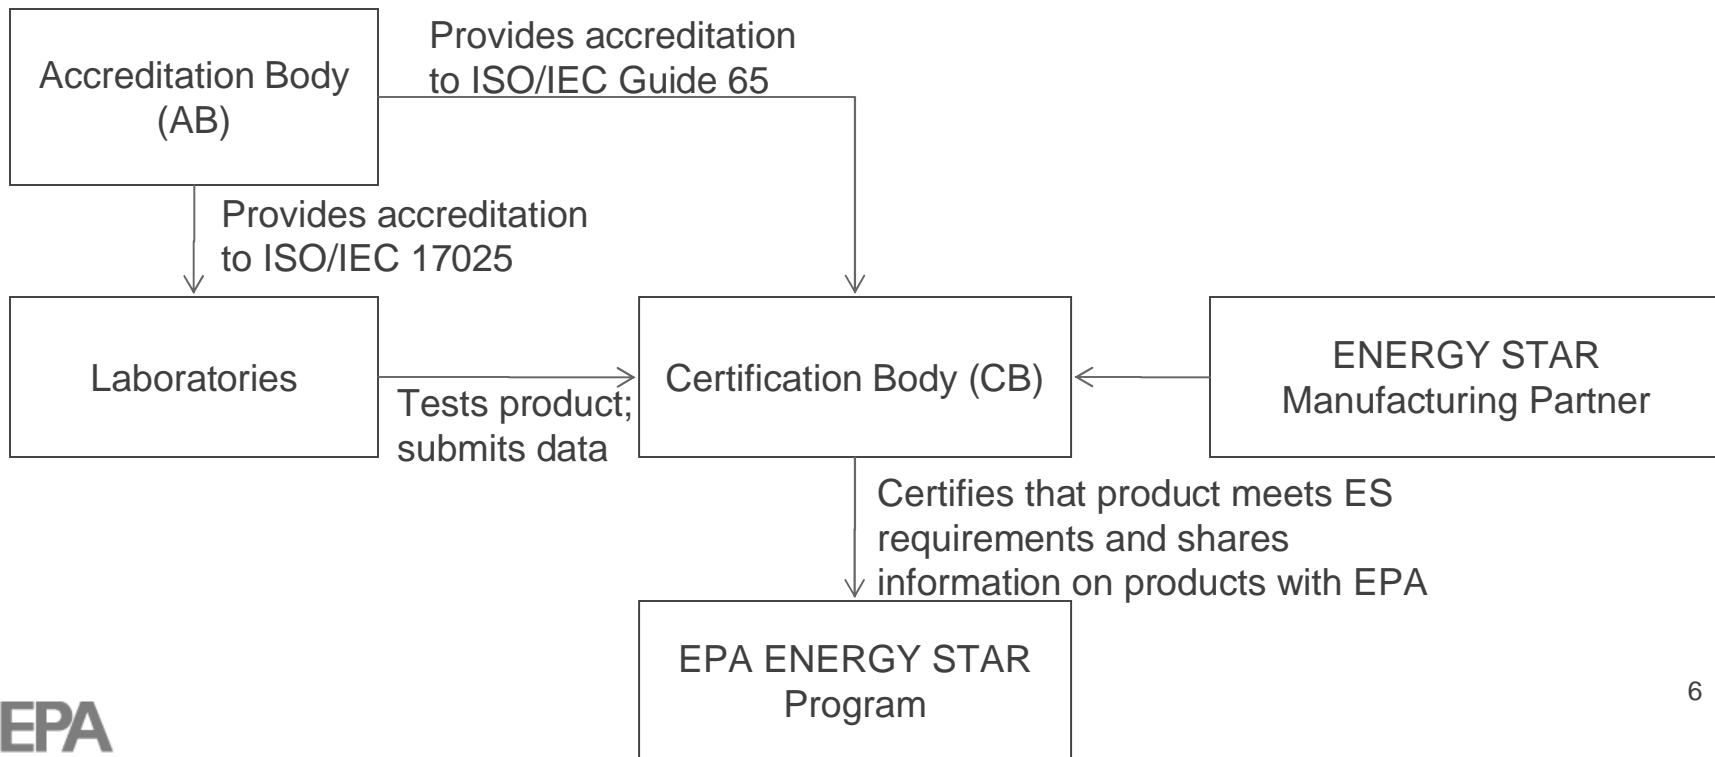 Accreditation Body
(AB)
Provides accreditation
to ISO/IEC Guide 65
Provides accreditation
to ISO/IEC 17025
Laboratories
Tests product;
submits data
Certification Body (CB)
ENERGY STAR
Manufacturing Partner
Certifies that product meets ES
requirements and shares
information on products with EPA
EPA ENERGY STAR
Program
EPA
6